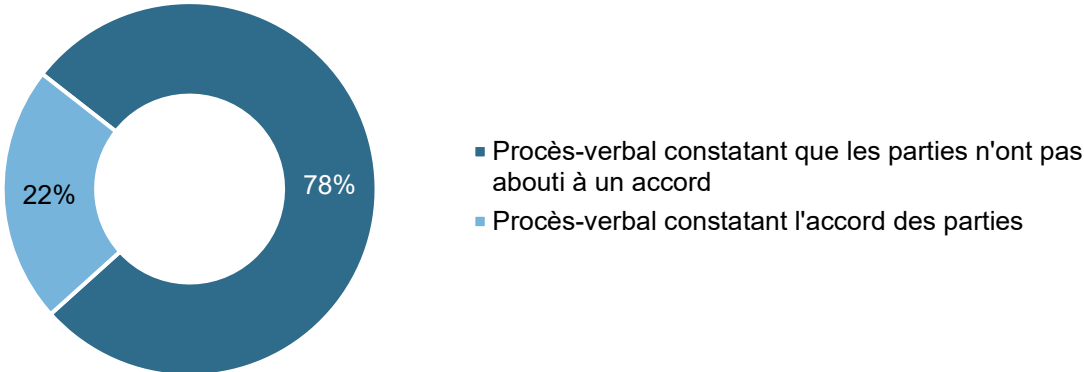 22%
78%
Procès-verbal constatant que les parties n'ont pas
abouti à un accord
Procès-verbal constatant l'accord des parties